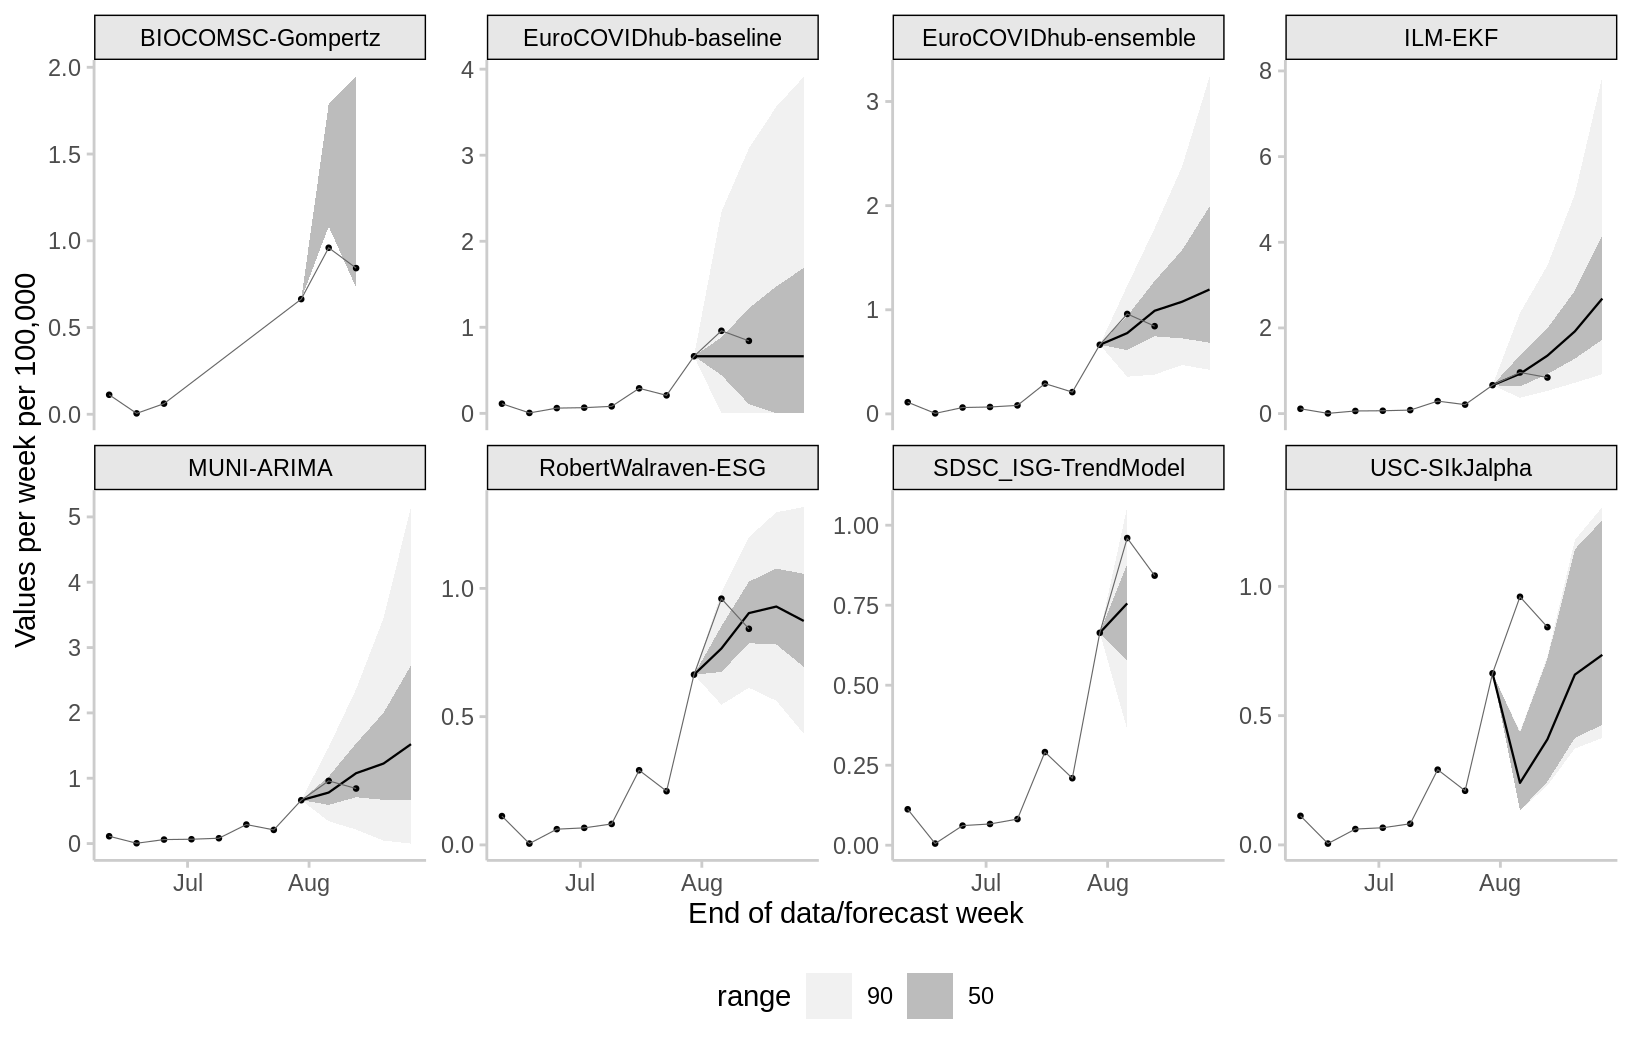 BIOCOMSC-Gompertz
EuroCOVIDhub-baseline
EuroCOVIDhub-ensemble
ILM-EKF
2.0
1.5
1.0
0.5
0.0
4
3
2
1
0
3
2
1
0
8
6
4
2
0
Values per week per 100,000
MUNI-ARIMA
RobertWalraven-ESG
SDSC_ISG-TrendModel
USC-SIkJalpha
5
4
3
2
1
0
1.0
0.5
0.0
1.00
0.75
0.50
0.25
0.00
1.0
0.5
0.0
Jul Aug
Jul Aug
Jul Aug
Jul Aug
End of data/forecast week
range 90 50